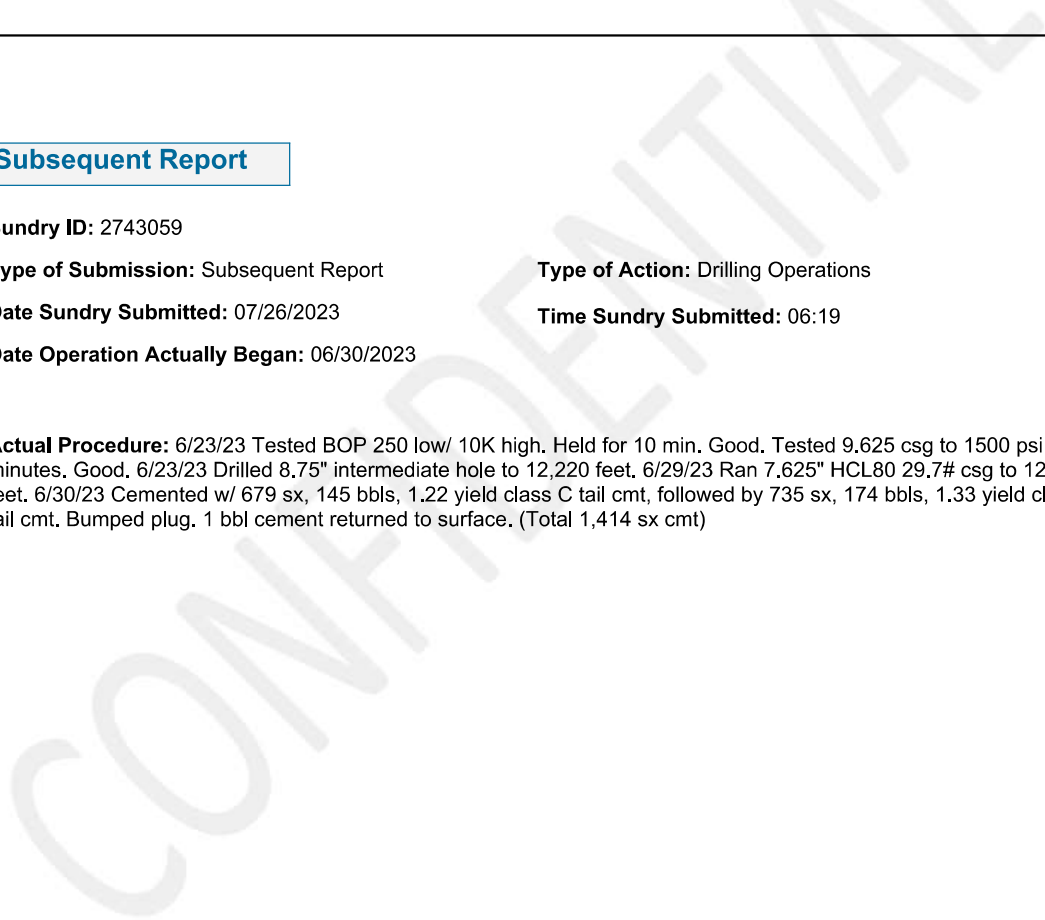 Subsequent Report
undry ID: 2743059
ype of Submission: Subsequent Report
Type of Action: Drilling Operations
ate Sundry Submitted: 07/26/2023
Time Sundry Submitted: 06:19
ate Operation Actually Began: 06/30/2023
Actual Procedure: 6/23/23 Tested BOP 250 low/ 10K high. Held for 10 min. Good. Tested 9.625 csg to 1500 psi
minutes. Good. 6/23/23 Drilled 8.75" intermediate hole to 12,220 feet. 6/29/23 Ran 7.625" HCL80 29.7# csg to 12
eet. 6/30/23 Cemented w/ 679 sx, 145 bbls, 1.22 yield class C tail cmt, followed by 735 sx, 174 bbls, 1.33 yield cl
ail cmt. Bumped plug. 1 bbl cement returned to surface. (Total 1,414 sx cmt)
CONFIDENTIAL